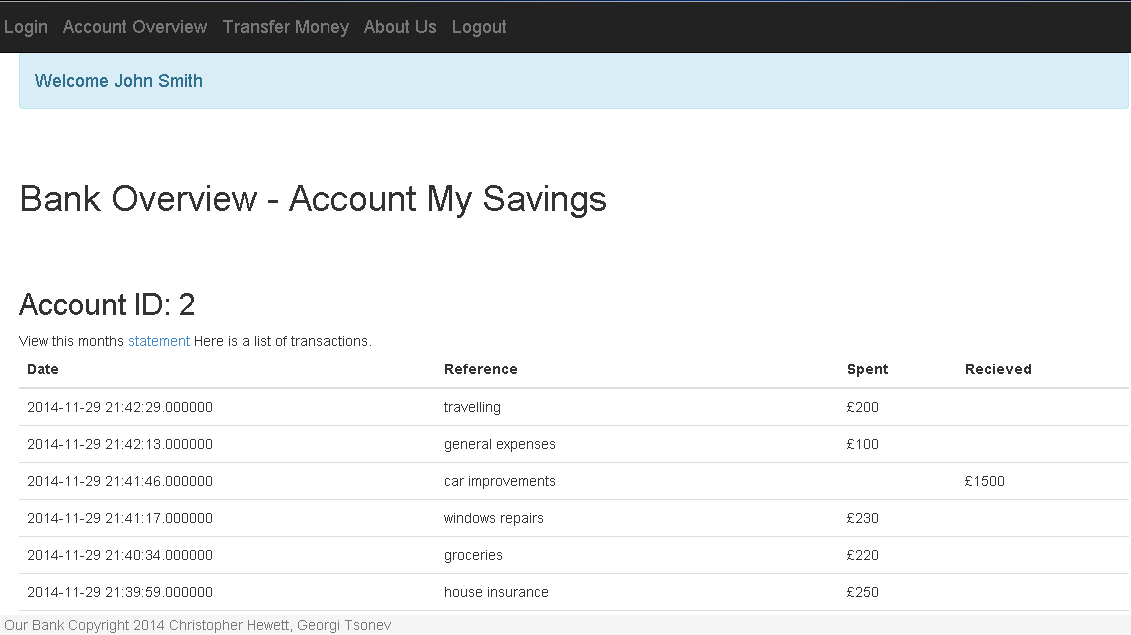 Login Account Overview Transfer Money About Us Logout
Welcome John Smith
Bank Overview - Account My Savings
Account ID: 2
View this months statement Here is a list of transactions.
Date Reference Spent Recieved
2014-11-29 21:42:29.000000 travelling £200
2014-11-29 21:42:13.000000 general expenses £100
2014-11-29 21:41:46.000000 car improvements £1500
2014-11-29 21:41:17.000000 windows repairs £230
2014-11-29 21:40:34.000000 groceries £220
2014-11-29 21:39:59.000000 house insurance £250
Our Bank Copyright 2014 Christopher Hewett, Georgi Tsonev